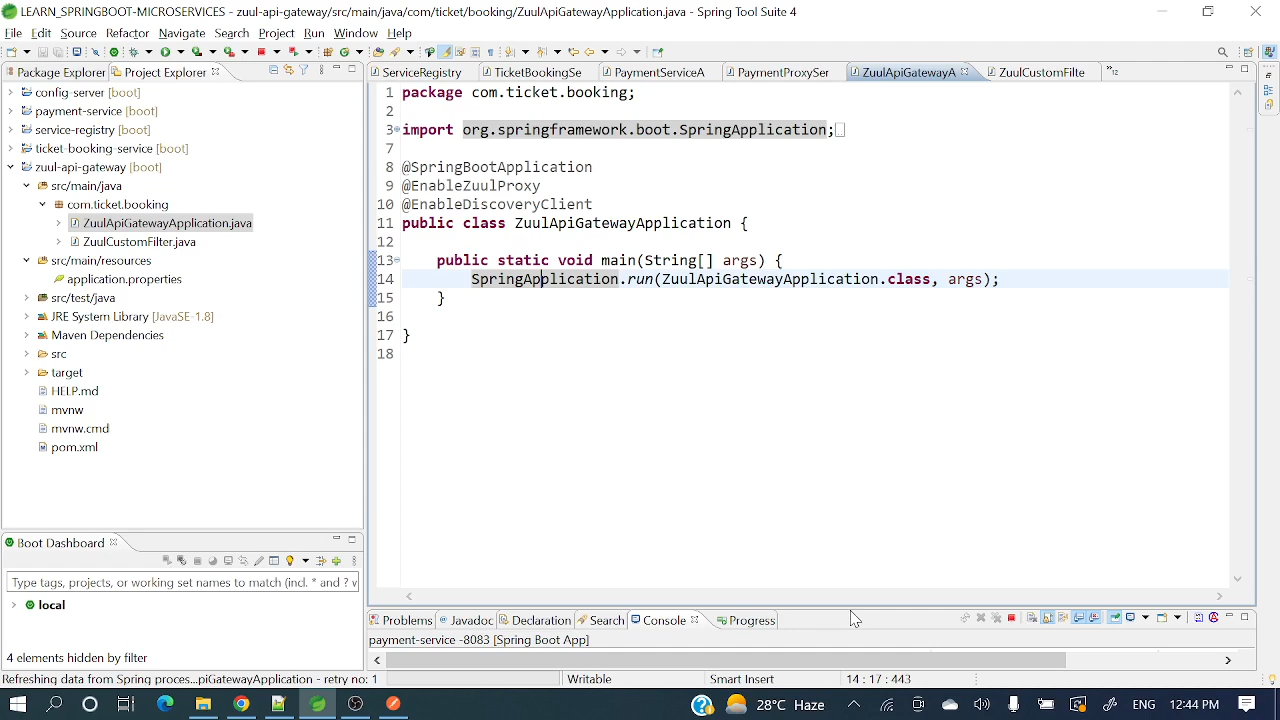 LEARN_SPRINGBOOT-MICROSERVICES - zuul-api-gateway/src/main/java/com/ticket/booking/ZuulApiGatewayApplication.java - Spring Tool Suite 4
File Edit Source Refactor Navigate Search Project Run Window Help
Package Explorer Project Explorer
ServiceRegistry TicketBookingSe PaymentServiceA PaymentProxySer ZuulApiGatewayA ZuulCustomFilte »12
config-server [boot]
payment-service [boot]
service-registry [boot]
ticket-booking-service [boot]
zuul-api-gateway [boot]
src/main/java
com.ticket.booking
ZuulApiGatewayApplication.java
ZuulCustomFilter.java
src/main/resources
application.properties
src/test/java
JRE System Library [JavaSE-1.8]
Maven Dependencies
src
target
HELP.md
mvnw
mvnw.cmd
pom.xml
1 package com.ticket.booking;
2
3 import org.springframework.boot.SpringApplication;
7
8 @SpringBootApplication
9 @EnableZuulProxy
10 @EnableDiscoveryClient
11 public class ZuulApiGatewayApplication {
12
13 public static void main(String[] args) {
14 SpringApplication.run(ZuulApiGatewayApplication.class, args);
15 }
16
17 }
18
Boot Dashboard
Type tags, projects, or working set names to match (incl. * and ? v
local
4 elements hidden by filter
Problems Javadoc Declaration Search Console Progress
payment-service -8083 [Spring Boot App]
Refreshing data from Spring proces...piGatewayApplication - retry no: 1 Writable Smart Insert 14 : 17 : 443
28°C Haze ENG 12:44 PM